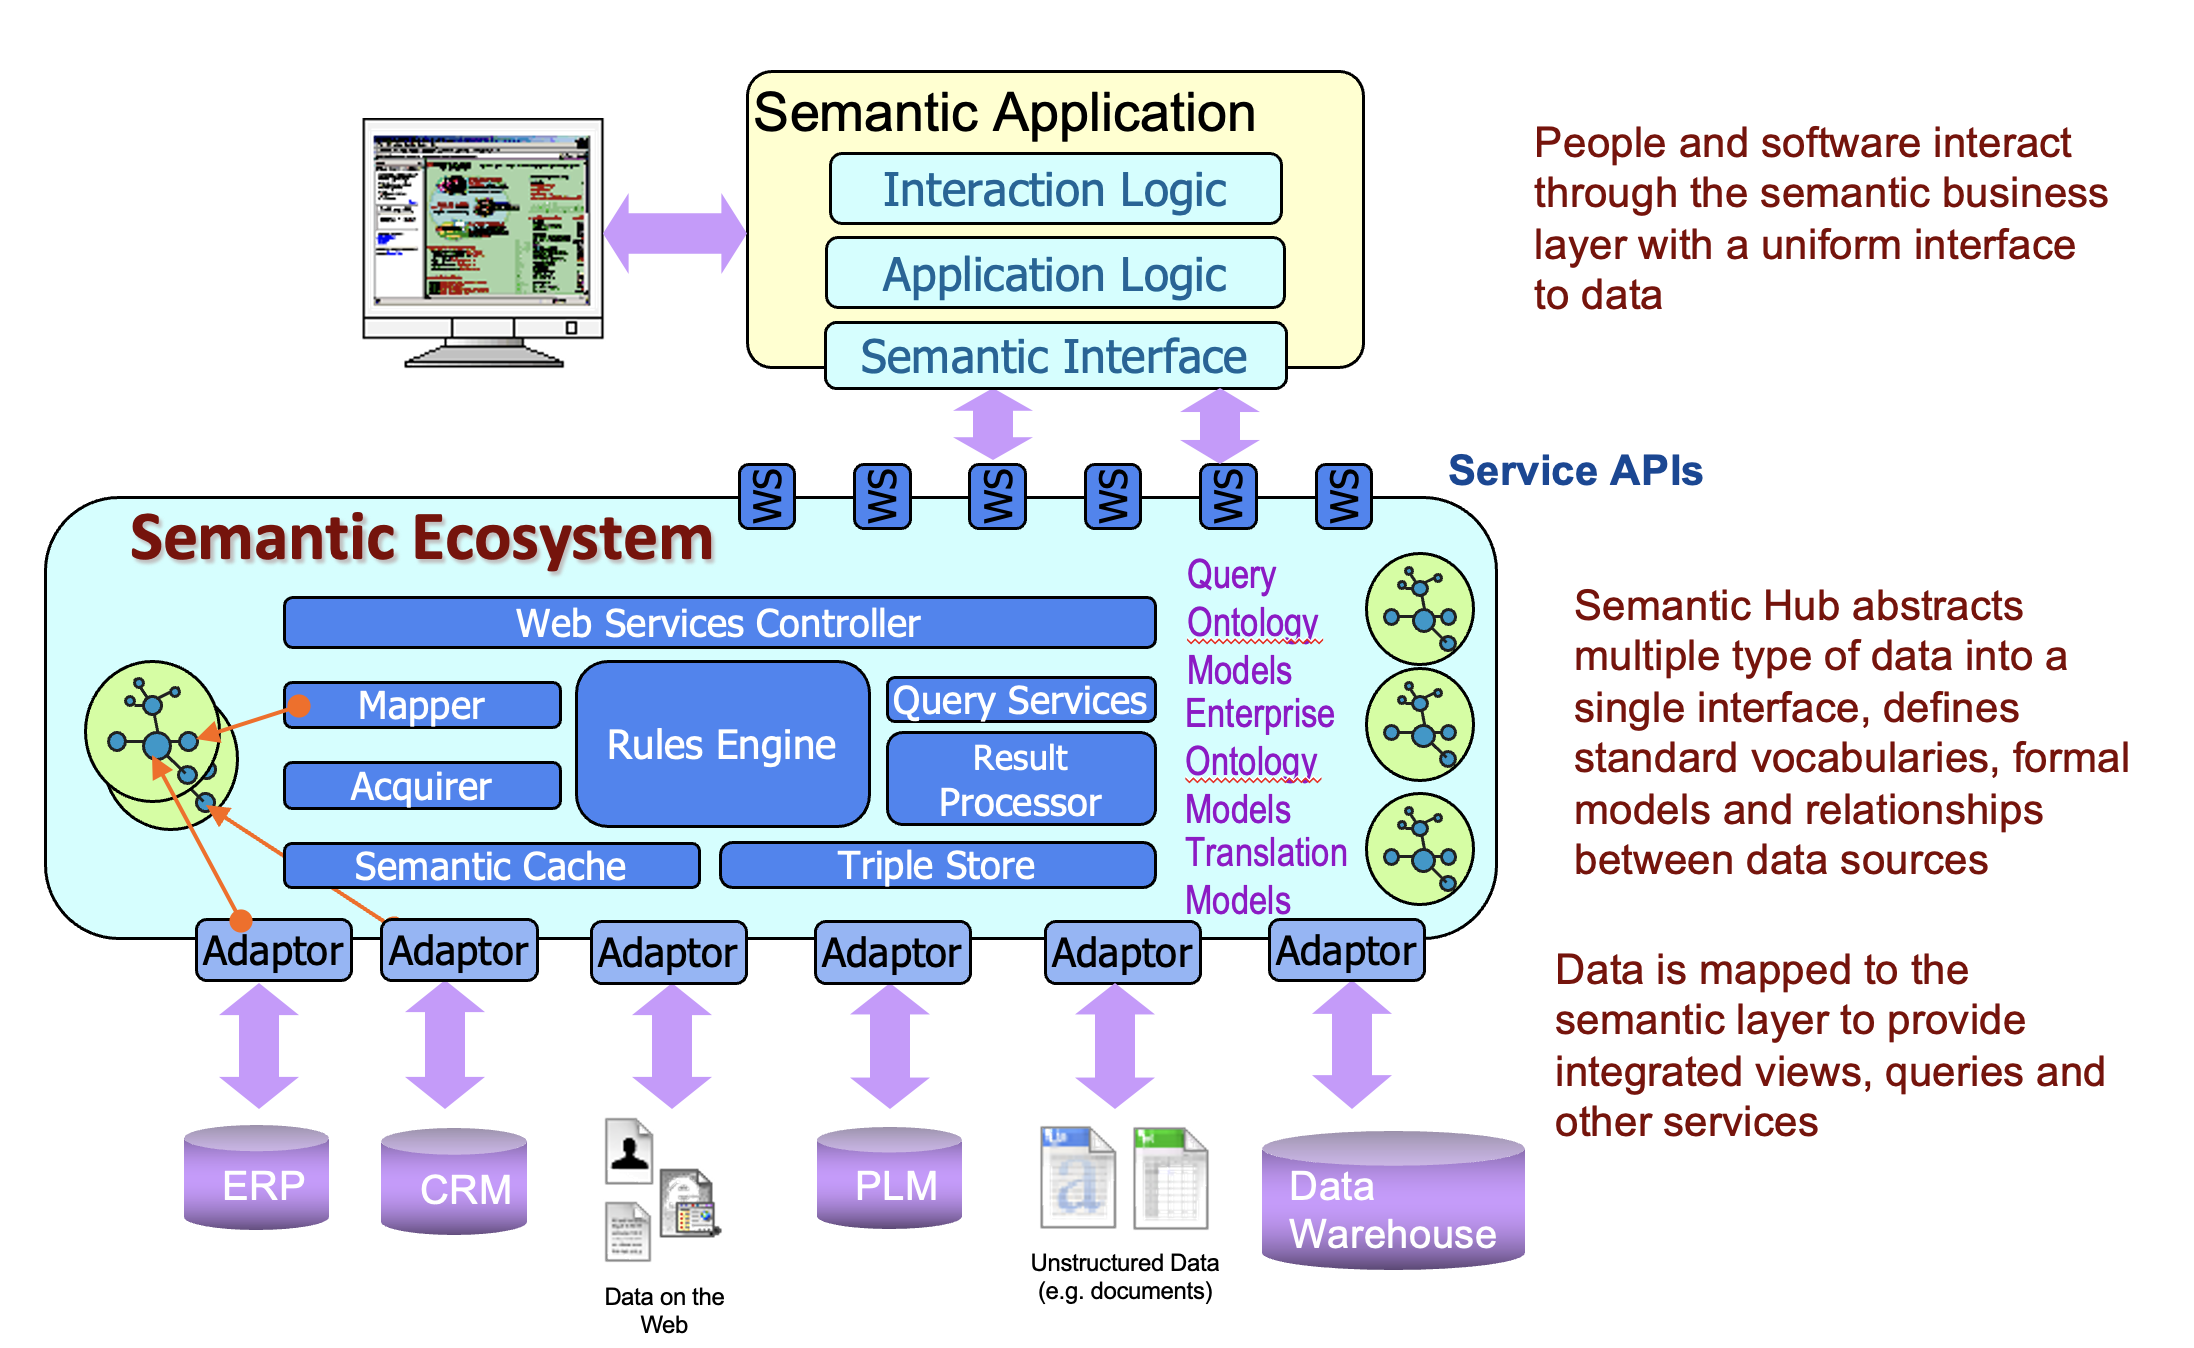 Semantic Application
Interaction Logic
Application Logic
Semantic Interface
People and software interact
through the semantic business
layer with a uniform interface
to data
WS
WS
WS
WS
WS
WS
Service APIs
Semantic Ecosystem
Web Services Controller
Mapper
Acquirer
Rules Engine
Query Services
Result
Processor
Semantic Cache
Triple Store
Query
Ontology
Models
Enterprise
Ontology
Models
Translation
Models
Semantic Hub abstracts
multiple type of data into a
single interface, defines
standard vocabularies, formal
models and relationships
between data sources
Adaptor
Adaptor
Adaptor
Adaptor
Adaptor
Adaptor
Data is mapped to the
semantic layer to provide
integrated views, queries and
other services
ERP
CRM
Data on the
Web
PLM
a
Unstructured Data
(e.g. documents)
Data
Warehouse